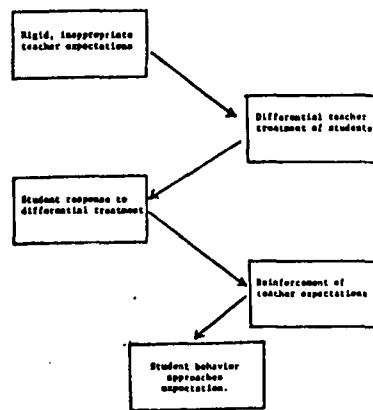 Rigid, inappropriate
teacher expectations
Differential teacher
treatment of students
Student response to
differential treatment
Reinforcement of
teacher expectations
Student behavior
approaches
expectation.